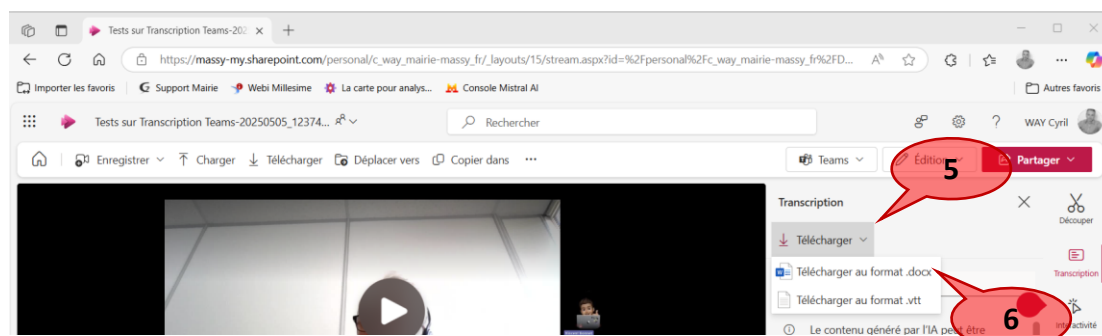 Tests sur Transcription Teams-202
https://massy-my.sharepoint.com/personal/c_way_mairie-massy_fr/_layouts/15/stream.aspx?id=%2Fpersonal%2Fc_way_mairie-massy_fr%2FD...
Importer les favoris Support Mairie Webi Millesime La carte pour analys... Console Mistral AI Autres favoris
Tests sur Transcription Teams-20250505_12374... Rechercher ? WAY Cyril
Enregistrer Charger Télécharger Déplacer vers Copier dans ... Teams Édition Partager
5
Transcription
Découper
Télécharger
Télécharger au format .docx
Transcription
Télécharger au format .vtt
6
Le contenu généré par l'IA peut être
Interactivité